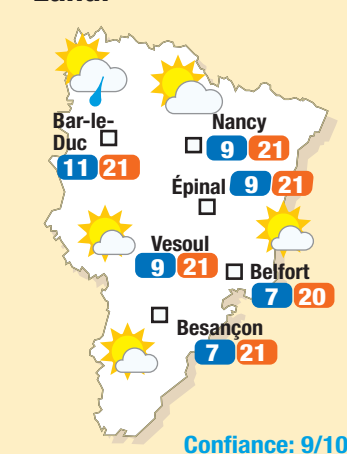 Bar-le-
Duc
11 21
Nancy
9 21
Épinal 9 21
Vesoul
9 21
Belfort
7 20
Besançon
7 21
Confiance: 9/10